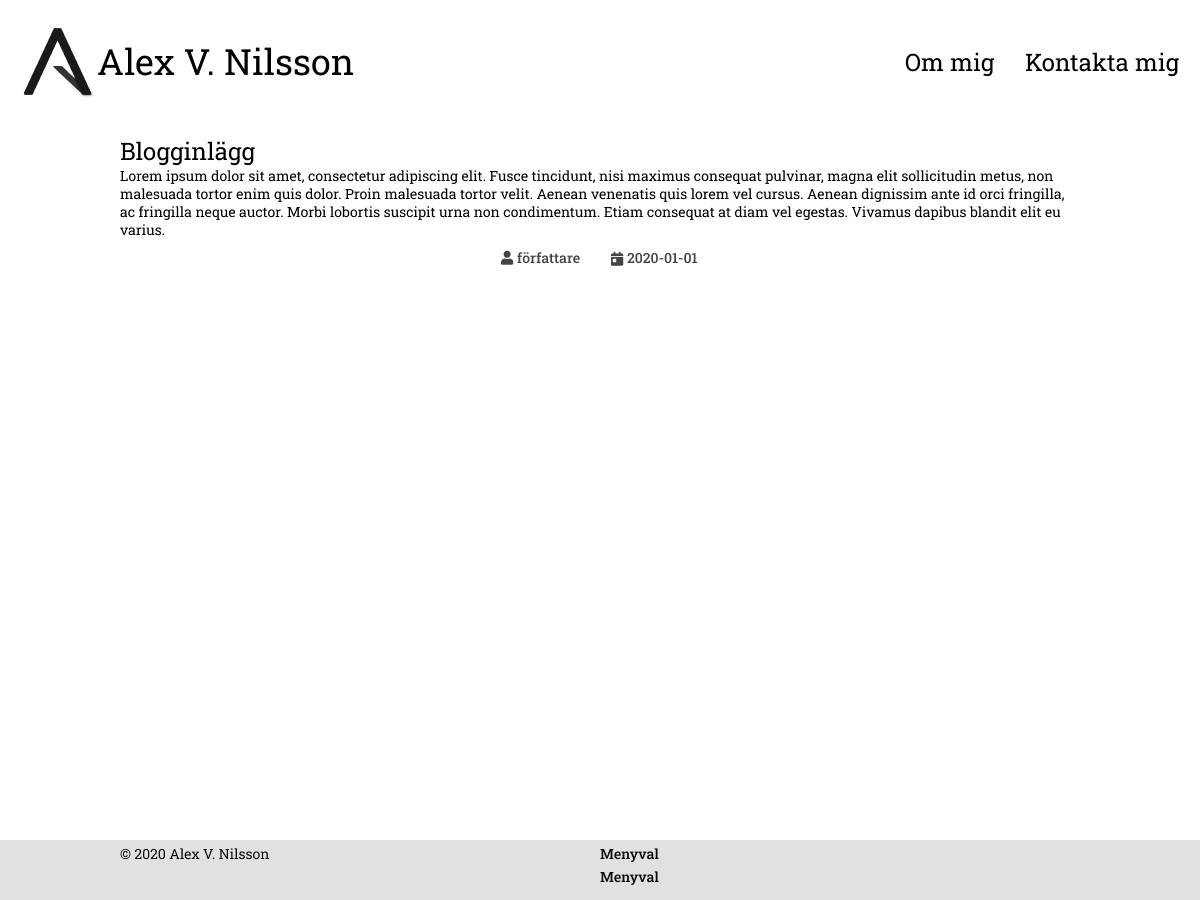 Alex V. Nilsson
Om mig Kontakta mig
Blogginlägg
Lorem ipsum dolor sit amet, consectetur adipiscing elit. Fusce tincidunt, nisi maximus consequat pulvinar, magna elit sollicitudin metus, non
malesuada tortor enim quis dolor. Proin malesuada tortor velit. Aenean venenatis quis lorem vel cursus. Aenean dignissim ante id orci fringilla,
ac fringilla neque auctor. Morbi lobortis suscipit urna non condimentum. Etiam consequat at diam vel egestas. Vivamus dapibus blandit elit eu
varius.
författare 2020-01-01
© 2020 Alex V. Nilsson
Menyval
Menyval